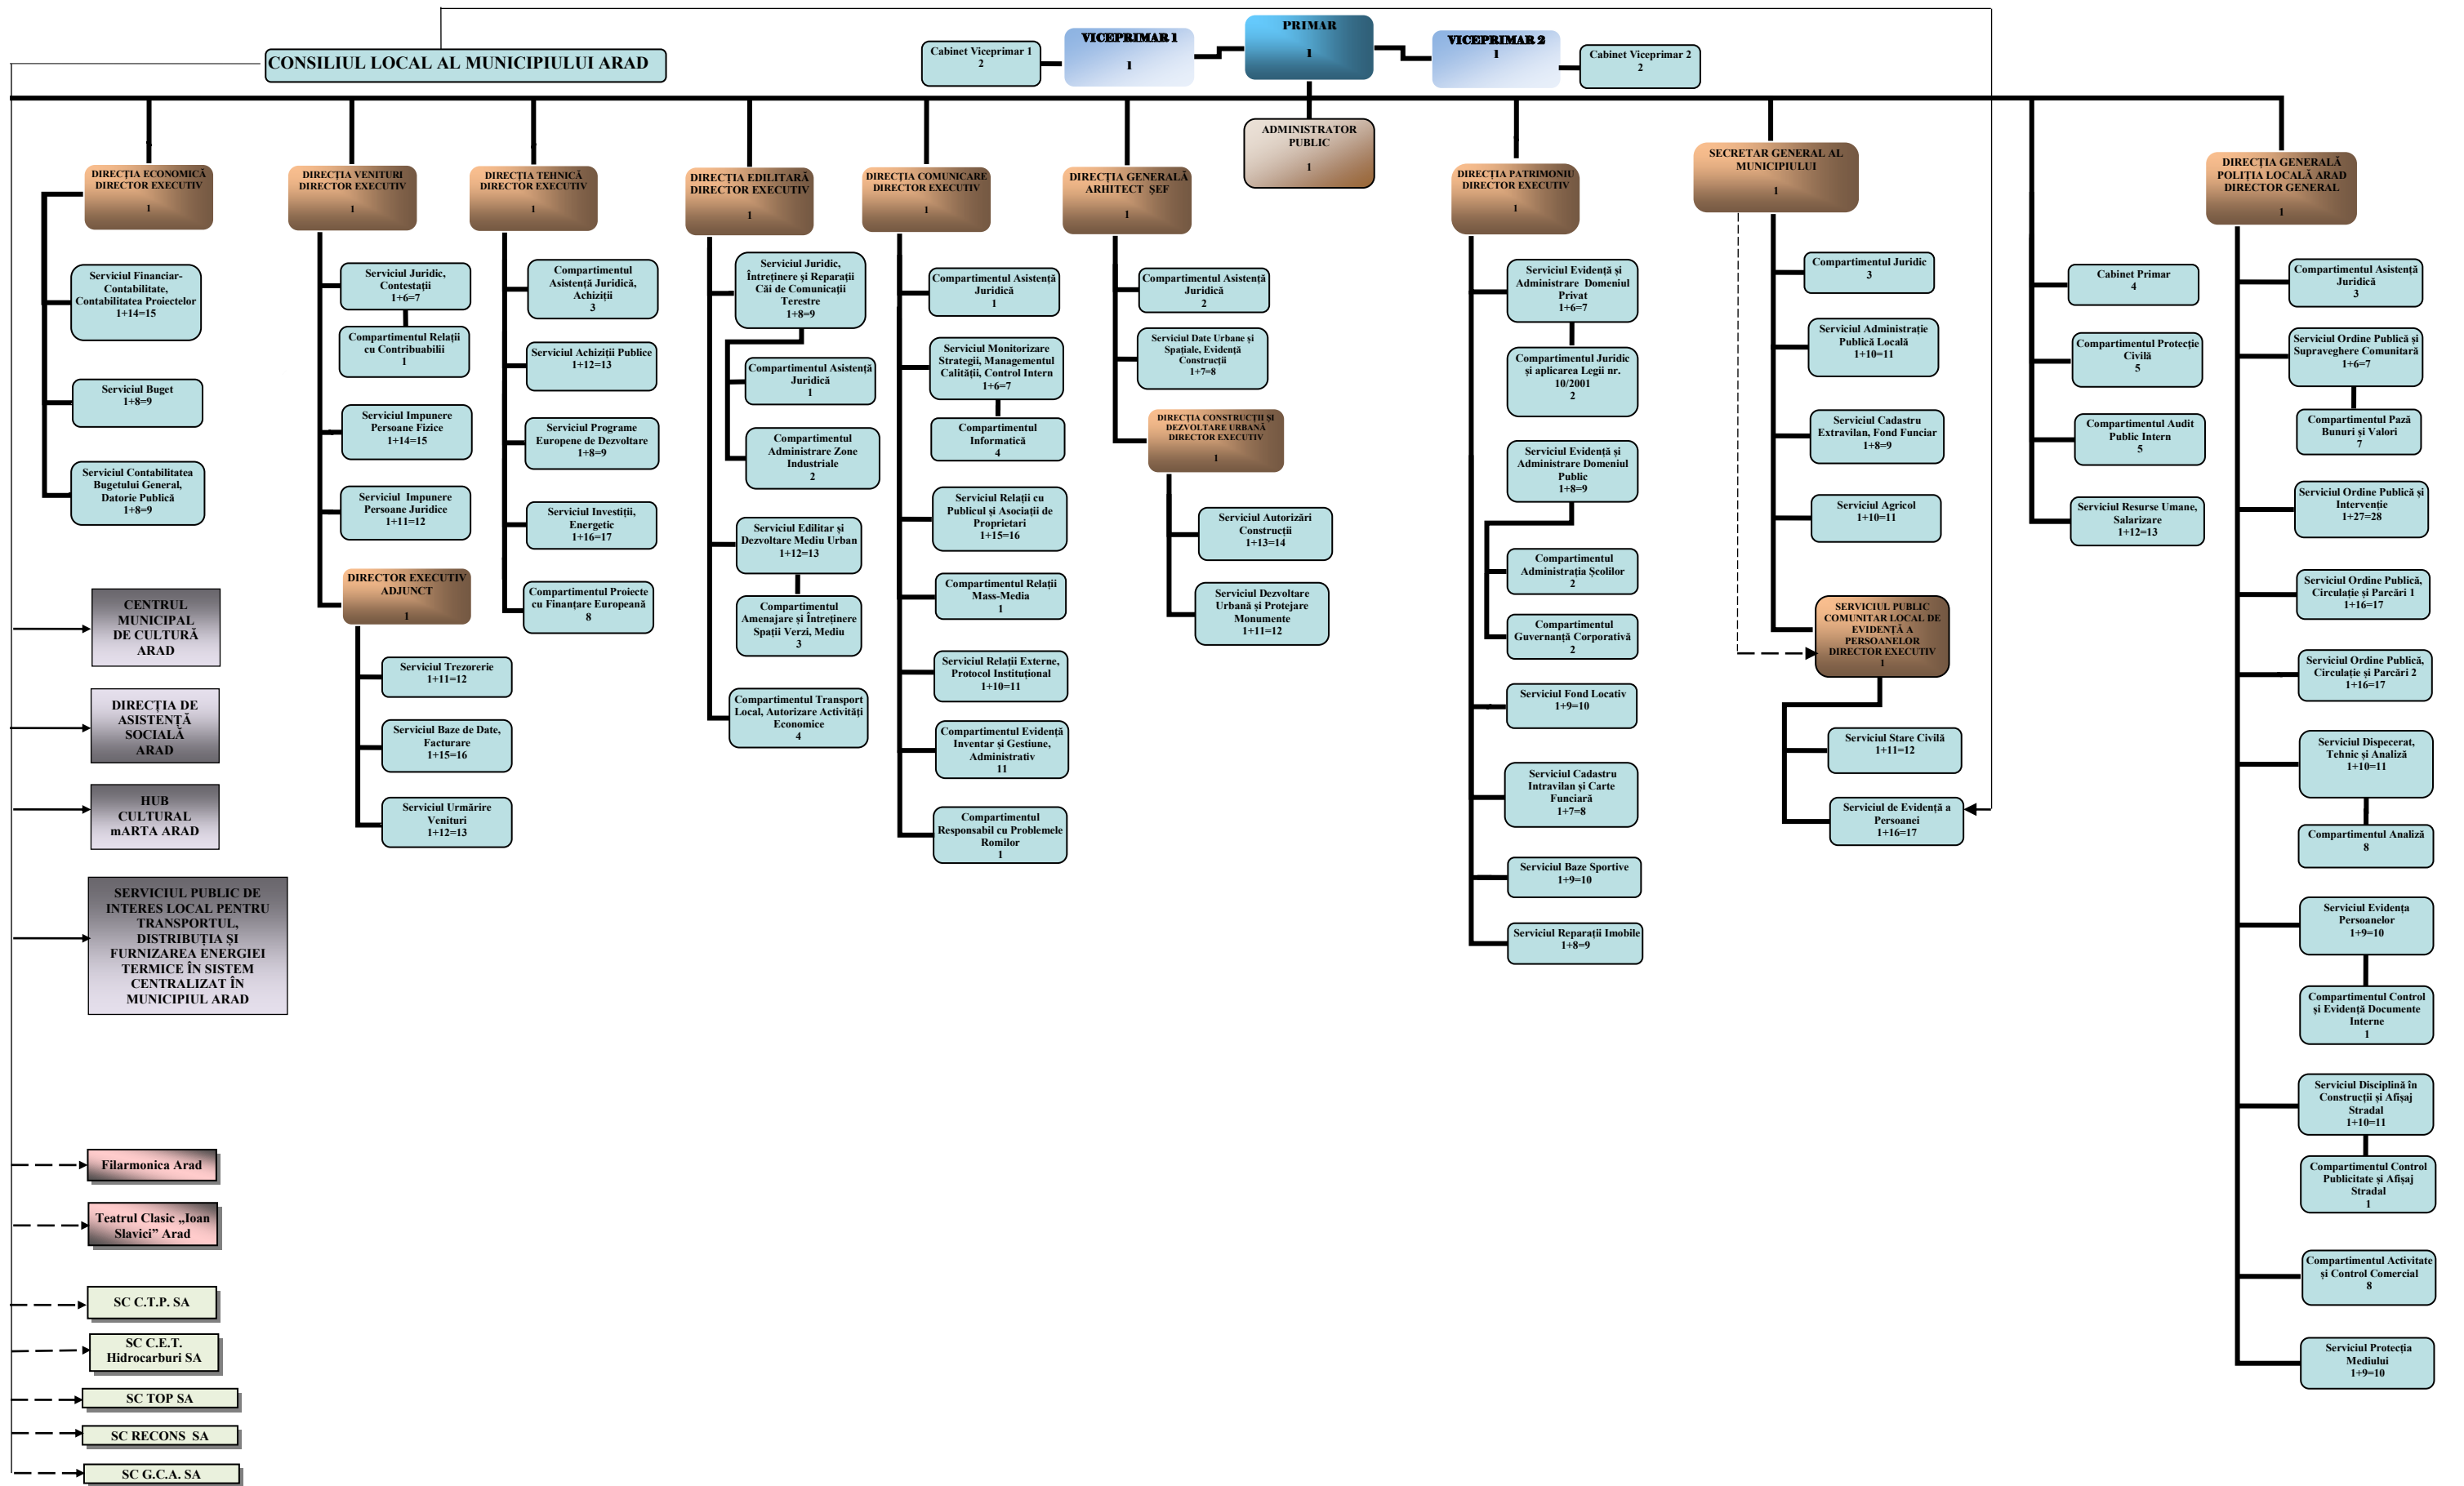 PRIMAR
1
VICEPRIMAR 1
1
VICEPRIMAR 2
1
Cabinet Viceprimar 1
2
Cabinet Viceprimar 2
2
CONSILIUL LOCAL AL MUNICIPIULUI ARAD
ADMINISTRATOR
PUBLIC
1
DIRECȚIA ECONOMICĂ
DIRECTOR EXECUTIV
1
Serviciul Financiar-
Contabilitate,
Contabilitatea Proiectelor
1+14=15
Serviciul Buget
1+8=9
Serviciul Contabilitatea
Bugetului General,
Datorie Publică
1+8=9
DIRECȚIA VENITURI
DIRECTOR EXECUTIV
1
Serviciul Juridic,
Contestații
1+6=7
Compartimentul Relații
cu Contribuabilii
1
Serviciul Impunere
Persoane Fizice
1+14=15
Serviciul  Impunere
Persoane Juridice
1+11=12
DIRECTOR EXECUTIV
ADJUNCT
1
Serviciul Trezorerie
1+11=12
Serviciul Baze de Date,
Facturare
1+15=16
Serviciul Urmărire
Venituri
1+12=13
DIRECȚIA TEHNICĂ
DIRECTOR EXECUTIV
1
Compartimentul
Asistență Juridică,
Achiziții
3
Serviciul Achiziții Publice
1+12=13
Serviciul Programe
Europene de Dezvoltare
1+8=9
Serviciul Investiții,
Energetic
1+16=17
Compartimentul Proiecte
cu Finanțare Europeană
8
DIRECȚIA EDILITARĂ
DIRECTOR EXECUTIV
1
Serviciul Juridic,
Întreținere și Reparații
Căi de Comunicații
Terestre
1+8=9
Compartimentul Asistență
Juridică
1
Compartimentul
Administrare Zone
Industriale
2
Serviciul Edilitar și
Dezvoltare Mediu Urban
1+12=13
Compartimentul
Amenajare și Întreținere
Spații Verzi, Mediu
3
Compartimentul Transport
Local, Autorizare Activități
Economice
4
DIRECȚIA COMUNICARE
DIRECTOR EXECUTIV
1
Compartimentul Asistență
Juridică
1
Serviciul Monitorizare
Strategii, Managementul
Calității, Control Intern
1+6=7
Compartimentul
Informatică
4
Serviciul Relații cu
Publicul și Asociații de
Proprietari
1+15=16
Compartimentul Relații
Mass-Media
1
Serviciul Relații Externe,
Protocol Instituțional
1+10=11
Compartimentul Evidență
Inventar și Gestiune,
Administrativ
11
Compartimentul
Responsabil cu Problemele
Romilor
1
DIRECȚIA GENERALĂ
ARHITECT  ȘEF
1
Compartimentul Asistență
Juridică
2
Serviciul Date Urbane și
Spațiale, Evidență
Construcții
1+7=8
DIRECȚIA CONSTRUCȚII ȘI
DEZVOLTARE URBANĂ
DIRECTOR EXECUTIV
1
Serviciul Autorizări
Construcții
1+13=14
Serviciul Dezvoltare
Urbană și Protejare
Monumente
1+11=12
DIRECȚIA PATRIMONIU
DIRECTOR EXECUTIV
1
Serviciul Evidență și
Administrare  Domeniul
Privat
1+6=7
Compartimentul Juridic
și aplicarea Legii nr.
10/2001
2
Serviciul Evidență și
Administrare Domeniul
Public
1+8=9
Compartimentul
Administrația Școlilor
2
Compartimentul
Guvernanță Corporativă
2
Serviciul Fond Locativ
1+9=10
Serviciul Cadastru
Intravilan și Carte
Funciară
1+7=8
Serviciul Baze Sportive
1+9=10
Serviciul Reparații Imobile
1+8=9
SECRETAR GENERAL AL
MUNICIPIULUI
1
Compartimentul Juridic
3
Serviciul Administrație
Publică Locală
1+10=11
Serviciul Cadastru
Extravilan, Fond Funciar
1+8=9
Serviciul Agricol
1+10=11
SERVICIUL PUBLIC
COMUNITAR LOCAL DE
EVIDENȚĂ A
PERSOANELOR
DIRECTOR EXECUTIV
1
Serviciul Stare Civilă
1+11=12
Serviciul de Evidență a
Persoanei
1+16=17
Cabinet Primar
4
Compartimentul Protecție
Civilă
5
Compartimentul Audit
Public Intern
5
Serviciul Resurse Umane,
Salarizare
1+12=13
DIRECȚIA GENERALĂ
POLIȚIA LOCALĂ ARAD
DIRECTOR GENERAL
1
Compartimentul Asistență
Juridică
3
Serviciul Ordine Publică și
Supraveghere Comunitară
1+6=7
Compartimentul Pază
Bunuri și Valori
7
Serviciul Ordine Publică și
Intervenție
1+27=28
Serviciul Ordine Publică,
Circulație și Parcări 1
1+16=17
Serviciul Ordine Publică,
Circulație și Parcări 2
1+16=17
Serviciul Dispecerat,
Tehnic și Analiză
1+10=11
Compartimentul Analiză
8
Serviciul Evidența
Persoanelor
1+9=10
Compartimentul Control
și Evidență Documente
Interne
1
Serviciul Disciplină în
Construcții și Afișaj
Stradal
1+10=11
Compartimentul Control
Publicitate și Afișaj
Stradal
1
Compartimentul Activitate
și Control Comercial
8
Serviciul Protecția
Mediului
1+9=10
CENTRUL
MUNICIPAL
DE CULTURĂ
ARAD
DIRECȚIA DE
ASISTENȚĂ
SOCIALĂ
ARAD
HUB
CULTURAL
mARTA ARAD
SERVICIUL PUBLIC DE
INTERES LOCAL PENTRU
TRANSPORTUL,
DISTRIBUȚIA ȘI
FURNIZAREA ENERGIEI
TERMICE ÎN SISTEM
CENTRALIZAT ÎN
MUNICIPIUL ARAD
Filarmonica Arad
Teatrul Clasic „Ioan
Slavici” Arad
SC C.T.P. SA
SC C.E.T.
Hidrocarburi SA
SC TOP SA
SC RECONS  SA
SC G.C.A. SA